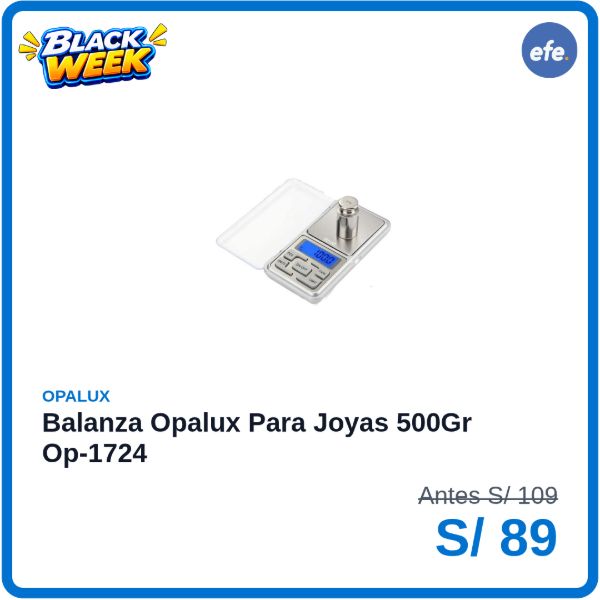 BLACK
WEEK
efe.
OPALUX
Balanza Opalux Para Joyas 500Gr
Op-1724
Antes S/ 109
S/ 89